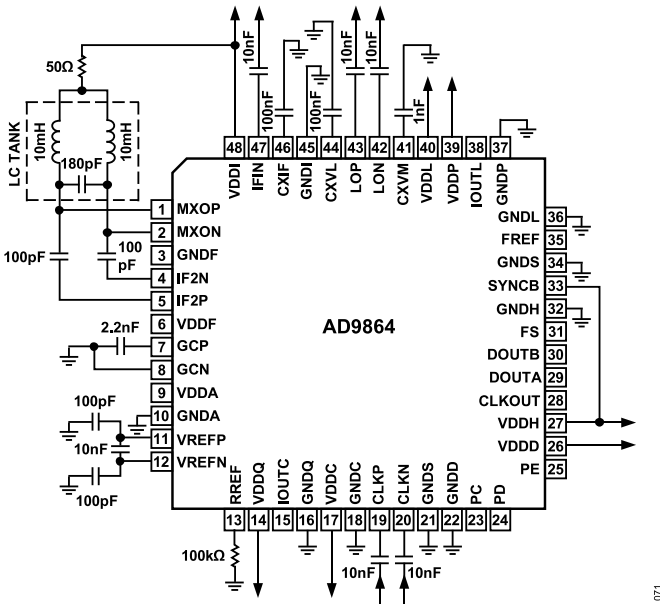 50Ω
LC TANK
10mH
10mH
180pF
100pF
100
pF
2.2nF
100pF
10nF
100pF
10nF
100nF
100nF
10nF
10nF
1nF
48 47 46 45 44 43 42 41 40 39 38 37
VDDI IFIN CXIF GNDI CXVL LOP LON CXVM VDDL VDDP IOUTL GNDP
1 MXOP
2 MXON
3 GNDF
4 IF2N
5 IF2P
6 VDDF
7 GCP
8 GCN
9 VDDA
10 GNDA
11 VREFP
12 VREFN
AD9864
GNDL 36
FREF 35
GNDS 34
SYNCB 33
GNDH 32
FS 31
DOUTB 30
DOUTA 29
CLKOUT 28
VDDH 27
VDDD 26
PE 25
RREF VDDQ IOUTC GNDQ VDDC GNDC CLKP CLKN GNDS GNDD PC PD
13 14 15 16 17 18 19 20 21 22 23 24
100kΩ
10nF
10nF
071